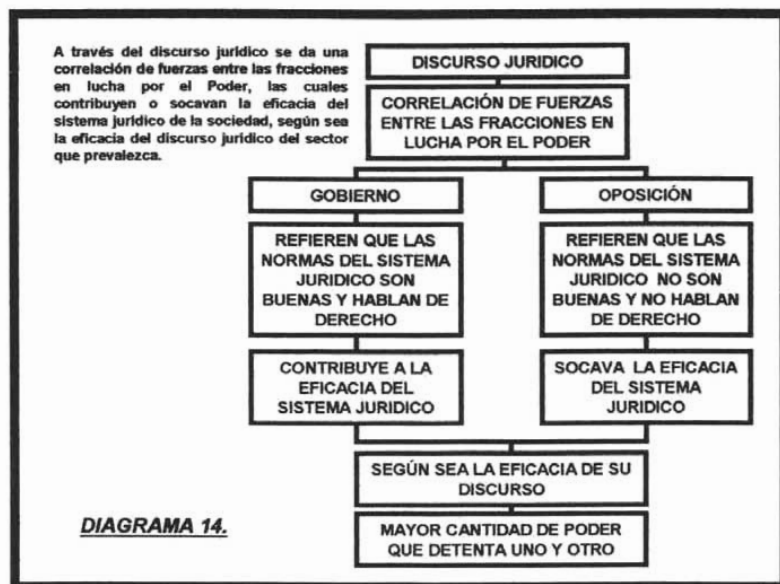 A través del discurso jurídico se da una
correlación de fuerzas entre las fracciones
en lucha por el Poder, las cuales
contribuyen o socavan la eficacia del
sistema jurídico de la sociedad, según sea
la eficacia del discurso jurídico del sector
que prevalezca.
DISCURSO JURIDICO
CORRELACIÓN DE FUERZAS
ENTRE LAS FRACCIONES EN
LUCHA POR EL PODER
GOBIERNO
REFIEREN QUE LAS
NORMAS DEL SISTEMA
JURIDICO SON
BUENAS Y HABLAN DE
DERECHO
CONTRIBUYE A LA
EFICACIA DEL
SISTEMA JURIDICO
OPOSICIÓN
REFIEREN QUE LAS
NORMAS DEL SISTEMA
JURIDICO NO SON
BUENAS Y NO HABLAN
DE DERECHO
SOCAVA LA EFICACIA
DEL SISTEMA
JURIDICO
SEGÚN SEA LA EFICACIA DE SU
DISCURSO
MAYOR CANTIDAD DE PODER
QUE DETENTA UNO Y OTRO
DIAGRAMA 14.